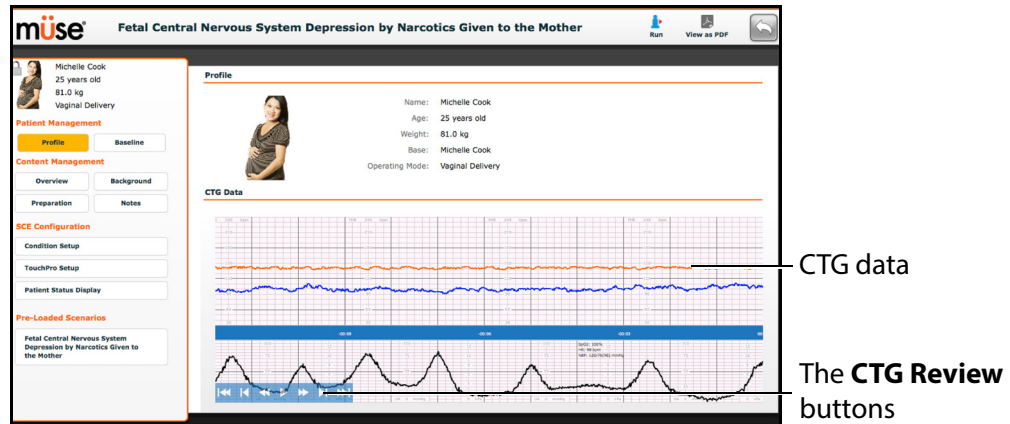 müse
Fetal Central Nervous System Depression by Narcotics Given to the Mother
Run
View as PDF
Michelle Cook
25 years old
81.0 kg
Vaginal Delivery
Patient Management
Profile Baseline
Content Management
Overview Background
Preparation Notes
SCE Configuration
Condition Setup
TouchPro Setup
Patient Status Display
Pre-Loaded Scenarios
Fetal Central Nervous System
Depression by Narcotics Given to
the Mother
Profile
Name: Michelle Cook
Age: 25 years old
Weight: 81.0 kg
Base: Michelle Cook
Operating Mode: Vaginal Delivery
CTG Data
CTG data
The CTG Review
buttons